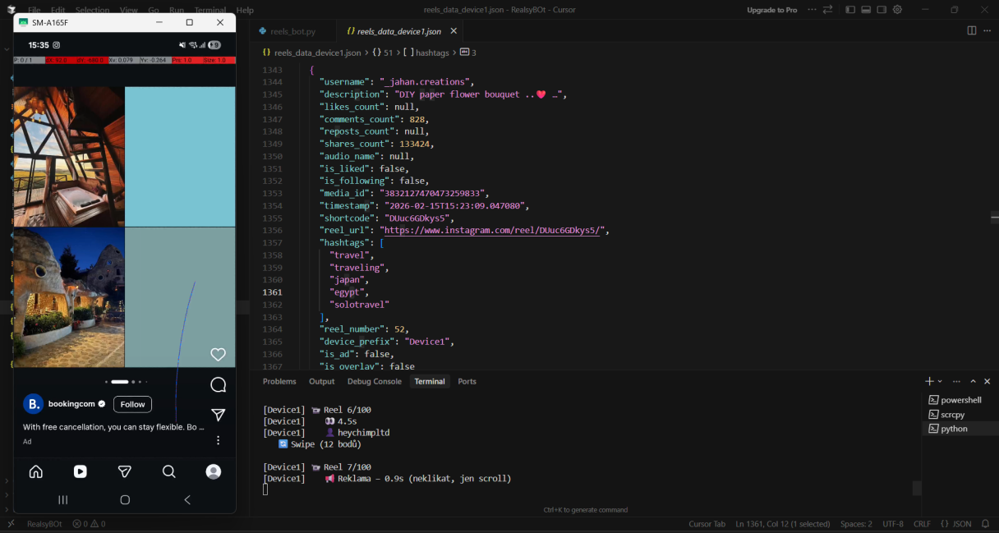 File Edit Selection View Go Run Terminal Help
reels_data_device1.json - RealsyBOt - Cursor
Upgrade to Pro
SM-A165F
15:35
P: 0 / 1
Xv: 0.079
Yv: -0.264
Prs: 1.0
Size: 1.0
B. bookingcom
Follow
With free cancellation, you can stay flexible. Bo ...
Ad
reels_bot.py
{} reels_data_device1.json
{} reels_data_device1.json > {} 51 > [ ] hashtags > abc 3
1343 {
1344 "username": "_jahan.creations",
1345 "description": "DIY paper flower bouquet ..❤️ …",
1346 "likes_count": null,
1347 "comments_count": 828,
1348 "reposts_count": null,
1349 "shares_count": 133424,
1350 "audio_name": null,
1351 "is_liked": false,
1352 "is_following": false,
1353 "media_id": "3832127470473259833",
1354 "timestamp": "2026-02-15T15:23:09.047080",
1355 "shortcode": "DUuc6GDkys5",
1356 "reel_url": "https://www.instagram.com/reel/DUuc6GDkys5/",
1357 "hashtags": [
1358 "travel",
1359 "traveling",
1360 "japan",
1361 "egypt",
1362 "solotravel"
1363 ],
1364 "reel_number": 52,
1365 "device_prefix": "Device1",
1366 "is_ad": false,
1367 "is_overlay": false
Problems Output Debug Console Terminal Ports
[Device1] Reel 6/100
[Device1] 👀 4.5s
[Device1] 👤 heychimpltd
🔄 Swipe (12 bodů)
[Device1] Reel 7/100
[Device1] 📢 Reklama – 0.9s (neklikat, jen scroll)
powershell
scrcpy
python
Ctrl+K to generate command
RealsyBOt 0 0
Cursor Tab Ln 1361, Col 12 (1 selected) Spaces: 2 UTF-8 CRLF {} JSON